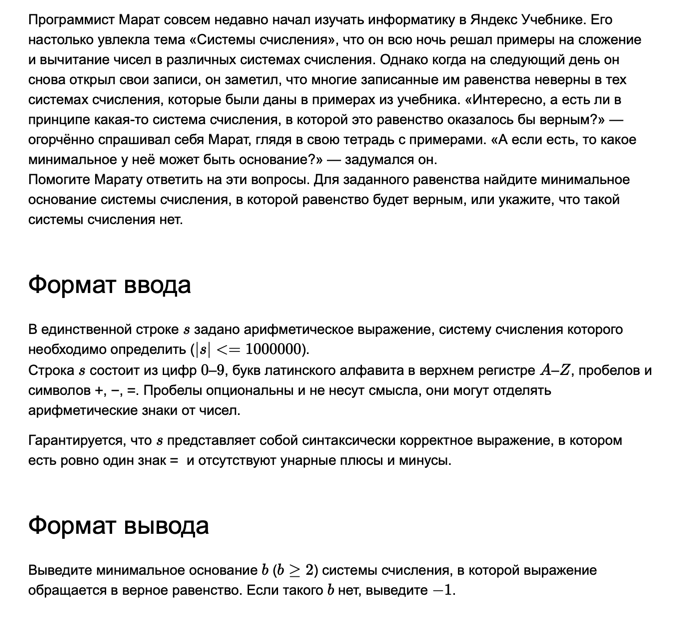 Программист Марат совсем недавно начал изучать информатику в Яндекс Учебнике. Его
настолько увлекла тема «Системы счисления», что он всю ночь решал примеры на сложение
и вычитание чисел в различных системах счисления. Однако когда на следующий день он
снова открыл свои записи, он заметил, что многие записанные им равенства неверны в тех
системах счисления, которые были даны в примерах из учебника. «Интересно, а есть ли в
принципе какая-то система счисления, в которой это равенство оказалось бы верным?» —
огорчённо спрашивал себя Марат, глядя в свою тетрадь с примерами. «А если есть, то какое
минимальное у неё может быть основание?» — задумался он.
Помогите Марату ответить на эти вопросы. Для заданного равенства найдите минимальное
основание системы счисления, в которой равенство будет верным, или укажите, что такой
системы счисления нет.
Формат ввода
В единственной строке s задано арифметическое выражение, систему счисления которого
необходимо определить (|s| <= 1000000).
Строка s состоит из цифр 0–9, букв латинского алфавита в верхнем регистре A–Z, пробелов и
символов +, −, =. Пробелы опциональны и не несут смысла, они могут отделять
арифметические знаки от чисел.
Гарантируется, что s представляет собой синтаксически корректное выражение, в котором
есть ровно один знак = и отсутствуют унарные плюсы и минусы.
Формат вывода
Выведите минимальное основание b (b ≥ 2) системы счисления, в которой выражение
обращается в верное равенство. Если такого b нет, выведите −1.